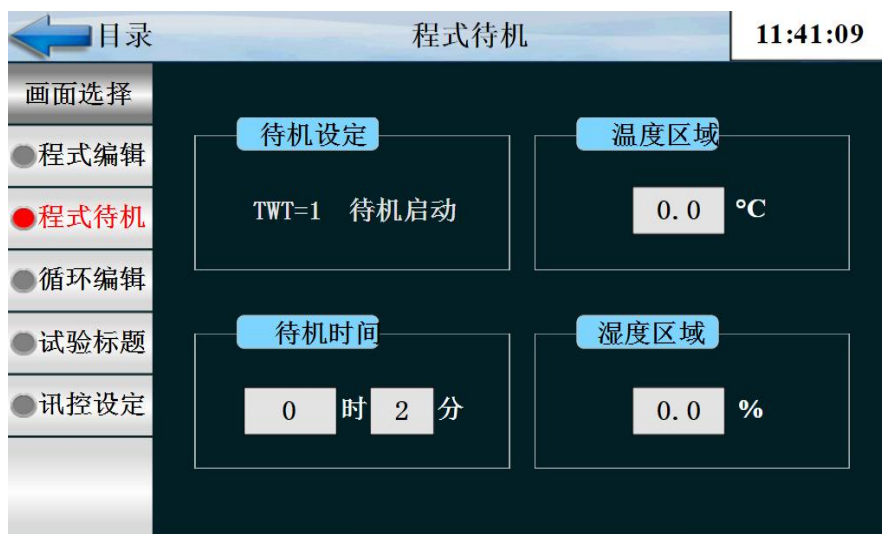 目录
程式待机
11:41:09
画面选择
程式编辑
程式待机
循环编辑
试验标题
讯控设定
待机设定
TWT=1 待机启动
温度区域
0.0 °C
待机时间
0 时 2 分
湿度区域
0.0 %